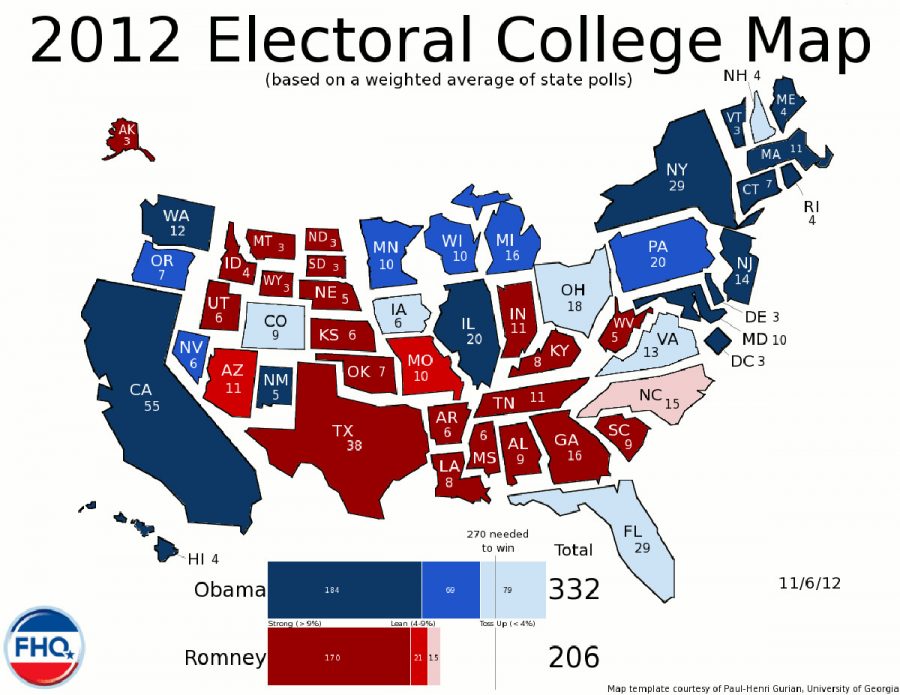 2012 Electoral College Map
(based on a weighted average of state polls)
NH 4
ME
4
VT
3
AK
3
MA 11
NY
29
CT 7
RI
4
WA
12
MT 3
ND 3
MN
10
WI
10
MI
16
PA
20
OR
7
ID 4
SD 3
NJ
14
WY 3
NE 5
OH
18
UT
6
CO
9
IA
6
IL
20
IN
11
DE 3
WV
5
VA
13
MD 10
NV
6
KS 6
MO
10
KY
8
DC 3
CA
55
AZ
11
NM
5
OK 7
TN 11
NC 15
TX
38
AR
6
6
MS
AL
9
GA
16
SC
9
LA
8
FL
29
HI 4
270 needed
to win
Total
Obama 184 69 79 332
Strong (> 9%) Lean (4-9%) Toss Up (< 4%)
Romney 170 21 15 206
11/6/12
FHQ
Map template courtesy of Paul-Henri Gurian, University of Georgia